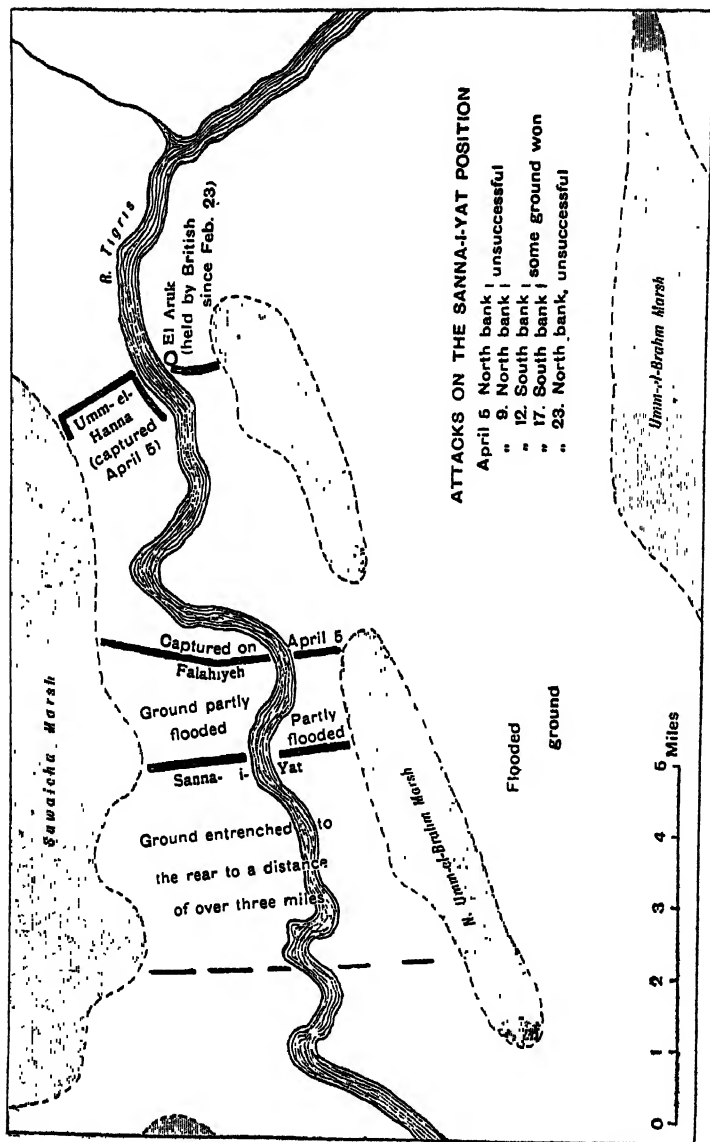 R. Tigris
Suwaicha Marsh
Umm-el-
Hanna
(captured
April 5)
El Aruk
(held by British
since Feb. 23)
Captured on April 5
Falahiyeh
Ground partly
flooded
Partly
flooded
Sanna-i-Yat
Ground entrenched to
the rear to a distance
of over three miles
N. Umm-el-Brahm Marsh
Flooded
ground
Umm-el-Brahm Marsh
ATTACKS ON THE SANNA-I-YAT POSITION
April 5 North bank } unsuccessful
" 9. North bank }
" 12. South bank } some ground won
" 17. South bank }
" 23. North bank, unsuccessful
0 1 2 3 4 5 Miles